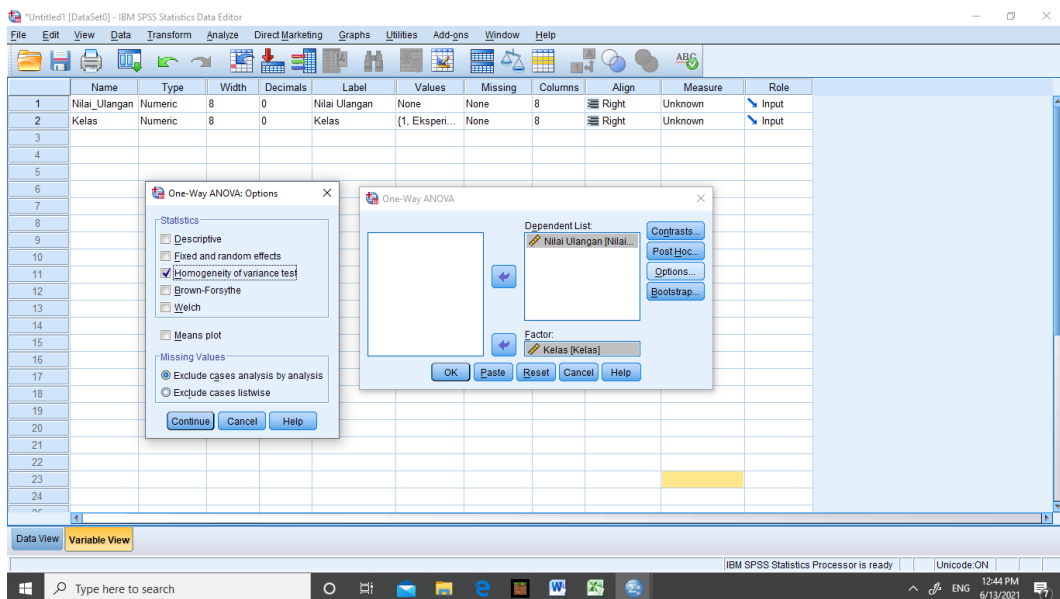 *Untitled1 [DataSet0] - IBM SPSS Statistics Data Editor
File Edit View Data Transform Analyze Direct Marketing Graphs Utilities Add-ons Window Help
Name Type Width Decimals Label Values Missing Columns Align Measure Role
1 Nilai_Ulangan Numeric 8 0 Nilai Ulangan None None 8 Right Unknown Input
2 Kelas Numeric 8 0 Kelas {1, Eksperi... None 8 Right Unknown Input
3
4
5
6
7
8
9
10
11
12
13
14
15
16
17
18
19
20
21
22
23
24
One-Way ANOVA: Options
Statistics
Descriptive
Fixed and random effects
Homogeneity of variance test
Brown-Forsythe
Welch
Means plot
Missing Values
Exclude cases analysis by analysis
Exclude cases listwise
Continue Cancel Help
One-Way ANOVA
Dependent List:
Nilai Ulangan [Nilai...
Contrasts...
Post Hoc...
Options...
Bootstrap...
Factor:
Kelas [Kelas]
OK Paste Reset Cancel Help
Data View Variable View
IBM SPSS Statistics Processor is ready Unicode:ON
Type here to search
ENG 12:44 PM
6/13/2021